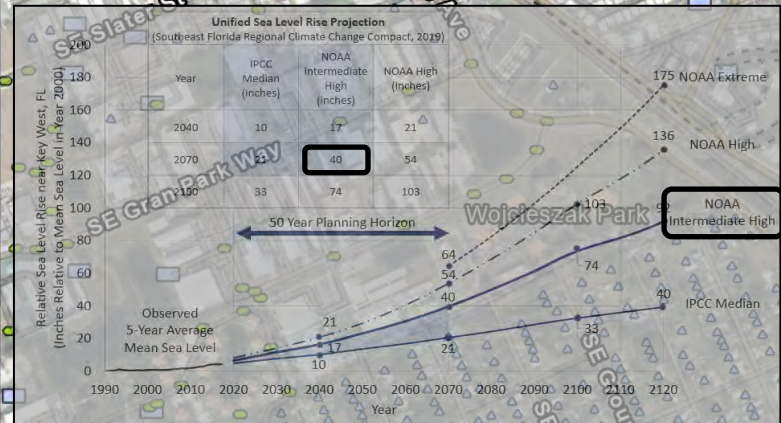 SE Slater St
Ave
Unified Sea Level Rise Projection
(Southeast Florida Regional Climate Change Compact, 2019)
Year
IPCC Median (inches)
NOAA Intermediate High (inches)
NOAA High (inches)
2040 10 17 21
2070 21 40 54
2100 33 74 103
SE Gran Park Way
50 Year Planning Horizon
Wojcieszak Park
Relative Sea Level Rise near Key West, FL
(Inches Relative to Mean Sea Level in Year 2000)
200
180
160
140
120
100
80
60
40
20
0
175 NOAA Extreme
136 NOAA High
103
92 NOAA
Intermediate High
64
54
40
74
40 IPCC Median
33
21
21
17
10
Observed
5-Year Average
Mean Sea Level
1990 2000 2010 2020 2030 2040 2050 2060 2070 2080 2090 2100 2110 2120
Year